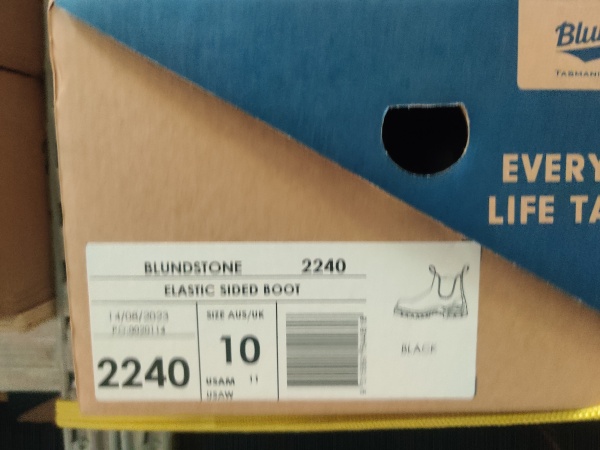 Blu
TASMANI
EVERY
LIFE TA
BLUNDSTONE 2240
ELASTIC SIDED BOOT
14/08/2023
P.O.0020114
2240
SIZE AUS/UK
10
USAM 11
USAW
BLACK